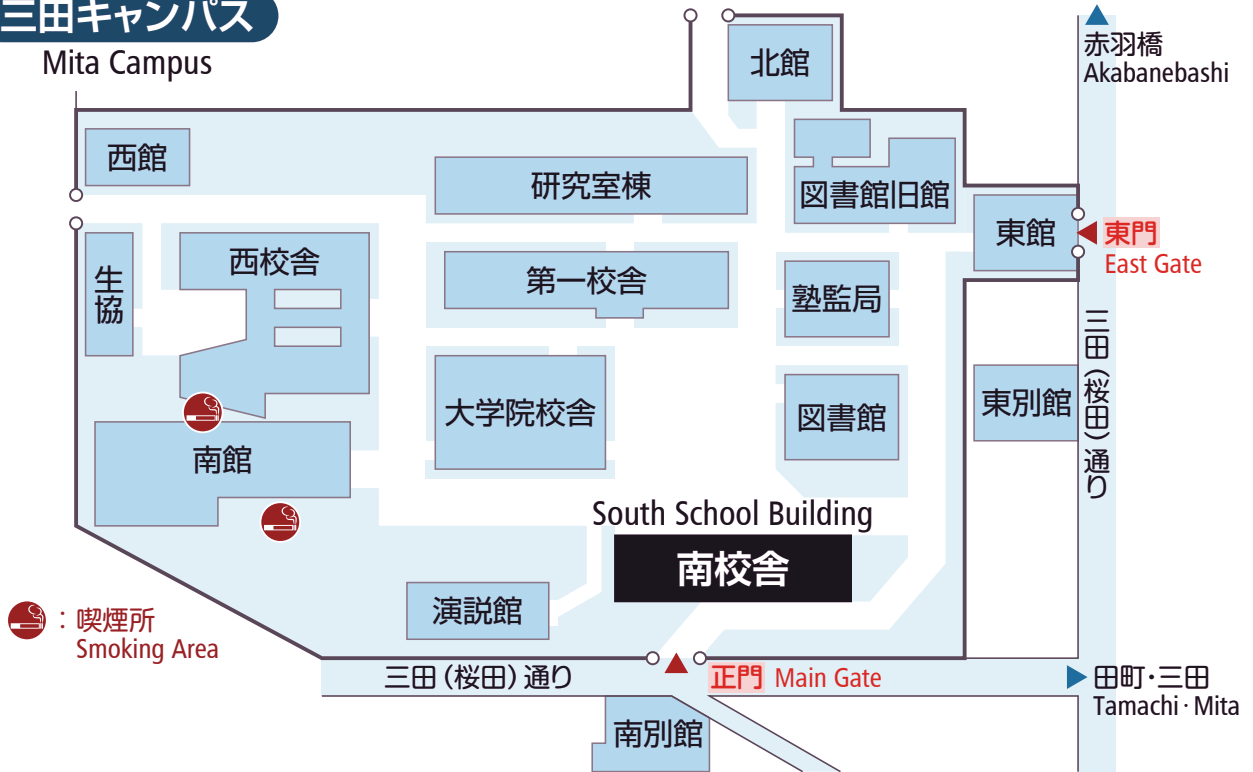 三田キャンパス
Mita Campus
赤羽橋
Akabanebashi
北館
西館
研究室棟
図書館旧館
東館
東門
East Gate
生協
西校舎
第一校舎
塾監局
三田（桜田）通り
大学院校舎
図書館
東別館
南館
South School Building
南校舎
演説館
：喫煙所
Smoking Area
三田（桜田）通り
正門 Main Gate
田町・三田
Tamachi · Mita
南別館